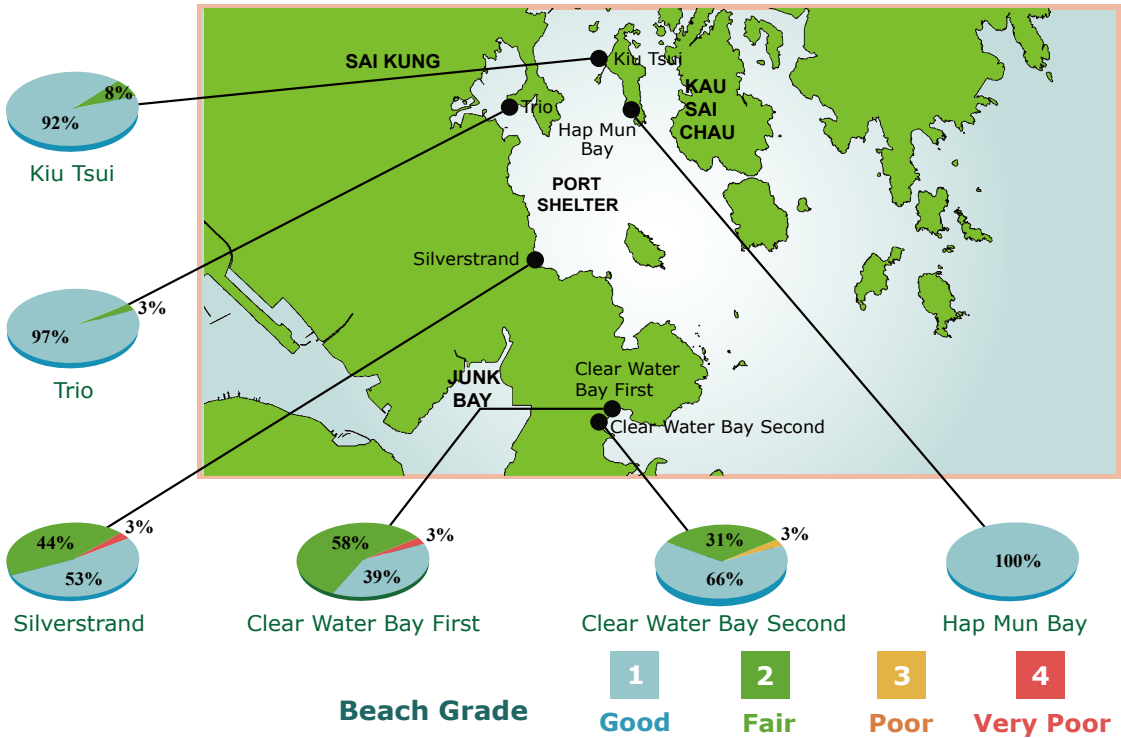 SAI KUNG
Kiu Tsui
KAU
SAI
CHAU
Trio
Hap Mun
Bay
PORT
SHELTER
Silverstrand
JUNK
BAY
Clear Water
Bay First
Clear Water Bay Second
8%
92%
Kiu Tsui
3%
97%
Trio
44%
3%
53%
Silverstrand
58%
3%
39%
Clear Water Bay First
31%
3%
66%
Clear Water Bay Second
100%
Hap Mun Bay
Beach Grade
1
Good
2
Fair
3
Poor
4
Very Poor